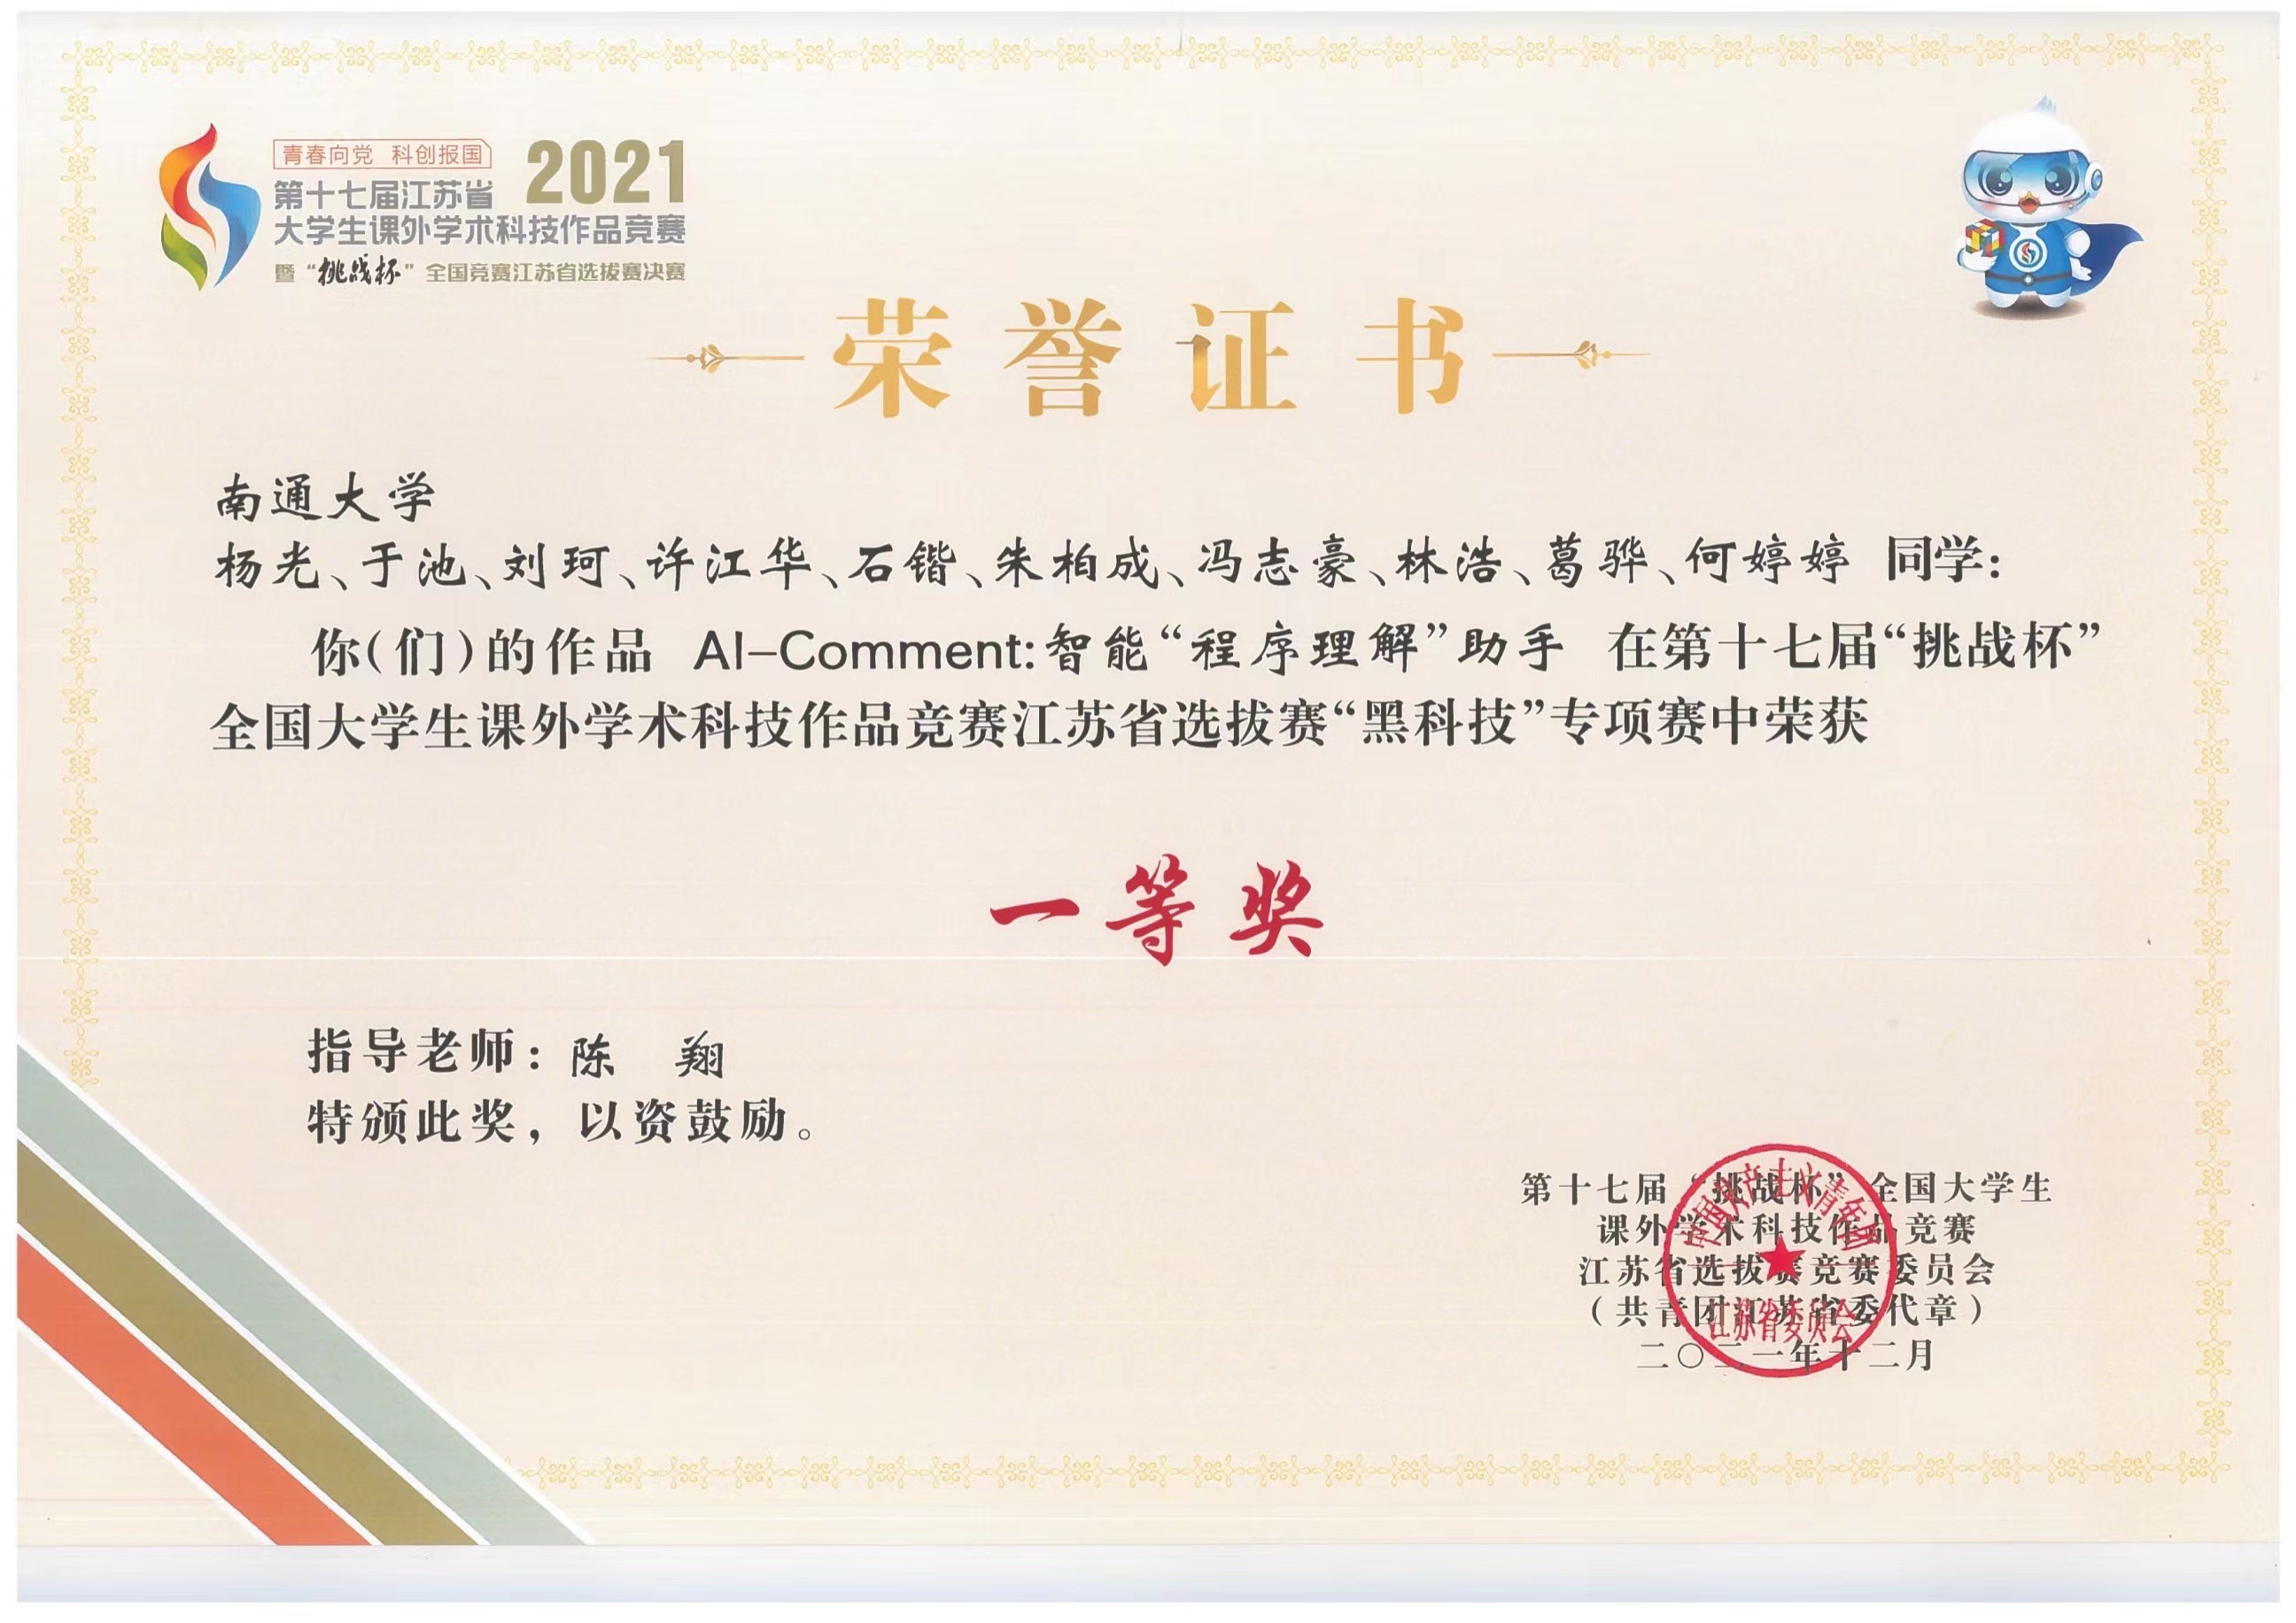 青春向党 科创报国
2021
第十七届江苏省
大学生课外学术科技作品竞赛
暨“挑战杯”全国竞赛江苏省选拔赛决赛
荣誉证书
南通大学
杨光、于池、刘珂、许江华、石锴、朱柏成、冯志豪、林浩、葛骅、何婷婷 同学:
你(们)的作品 AI-Comment:智能“程序理解”助手 在第十七届“挑战杯”
全国大学生课外学术科技作品竞赛江苏省选拔赛“黑科技”专项赛中荣获
一等奖
指导老师: 陈 翔
特颁此奖，以资鼓励。
第十七届“挑战杯”全国大学生
课外学术科技作品竞赛
江苏省选拔赛竞赛委员会
（共青团江苏省委代章）
二〇二一年十二月
中国共产主义青年团
江苏省委员会